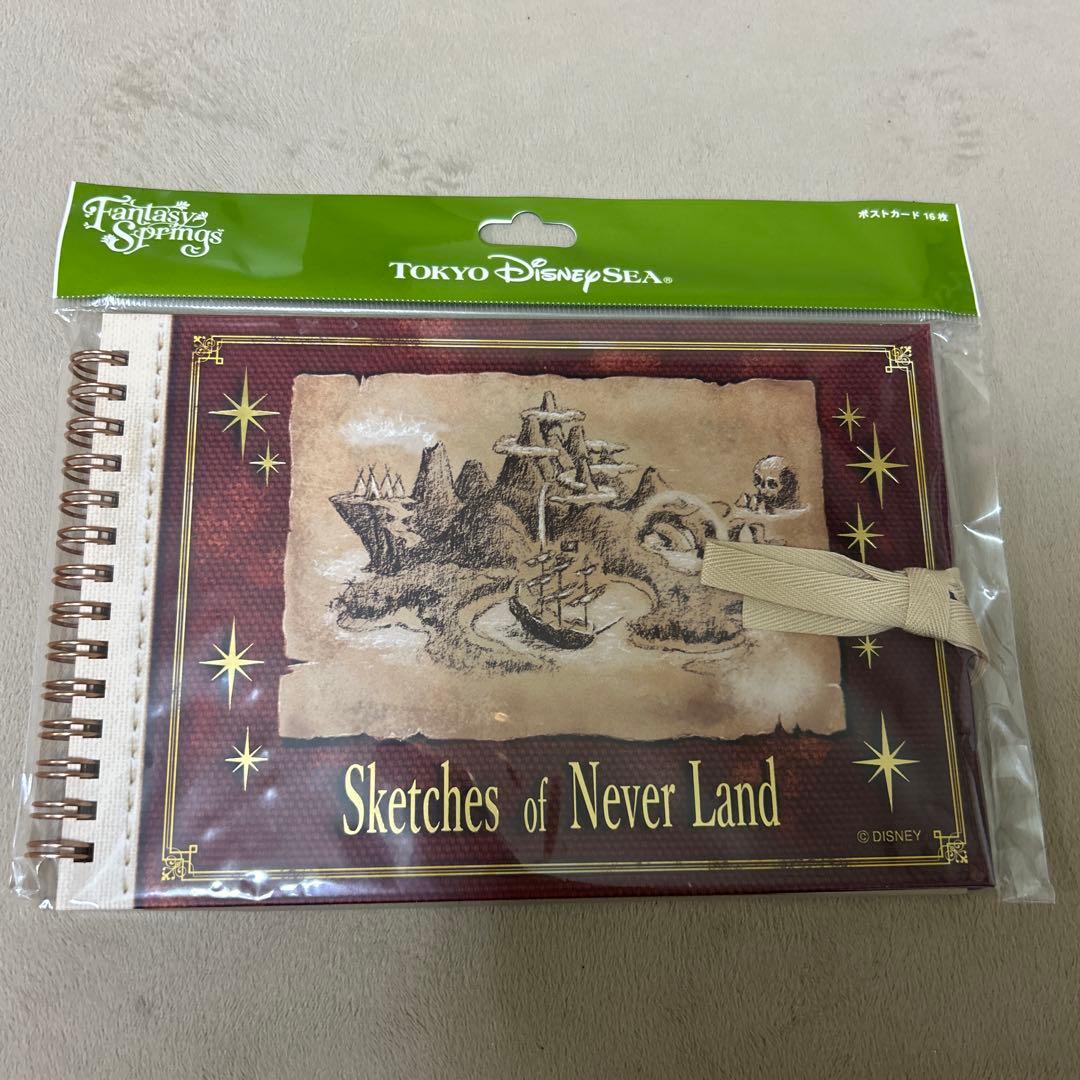 Fantasy
Springs
ポストカード 16枚
TOKYO DISNEYSEA®
Sketches of Never Land
© DISNEY